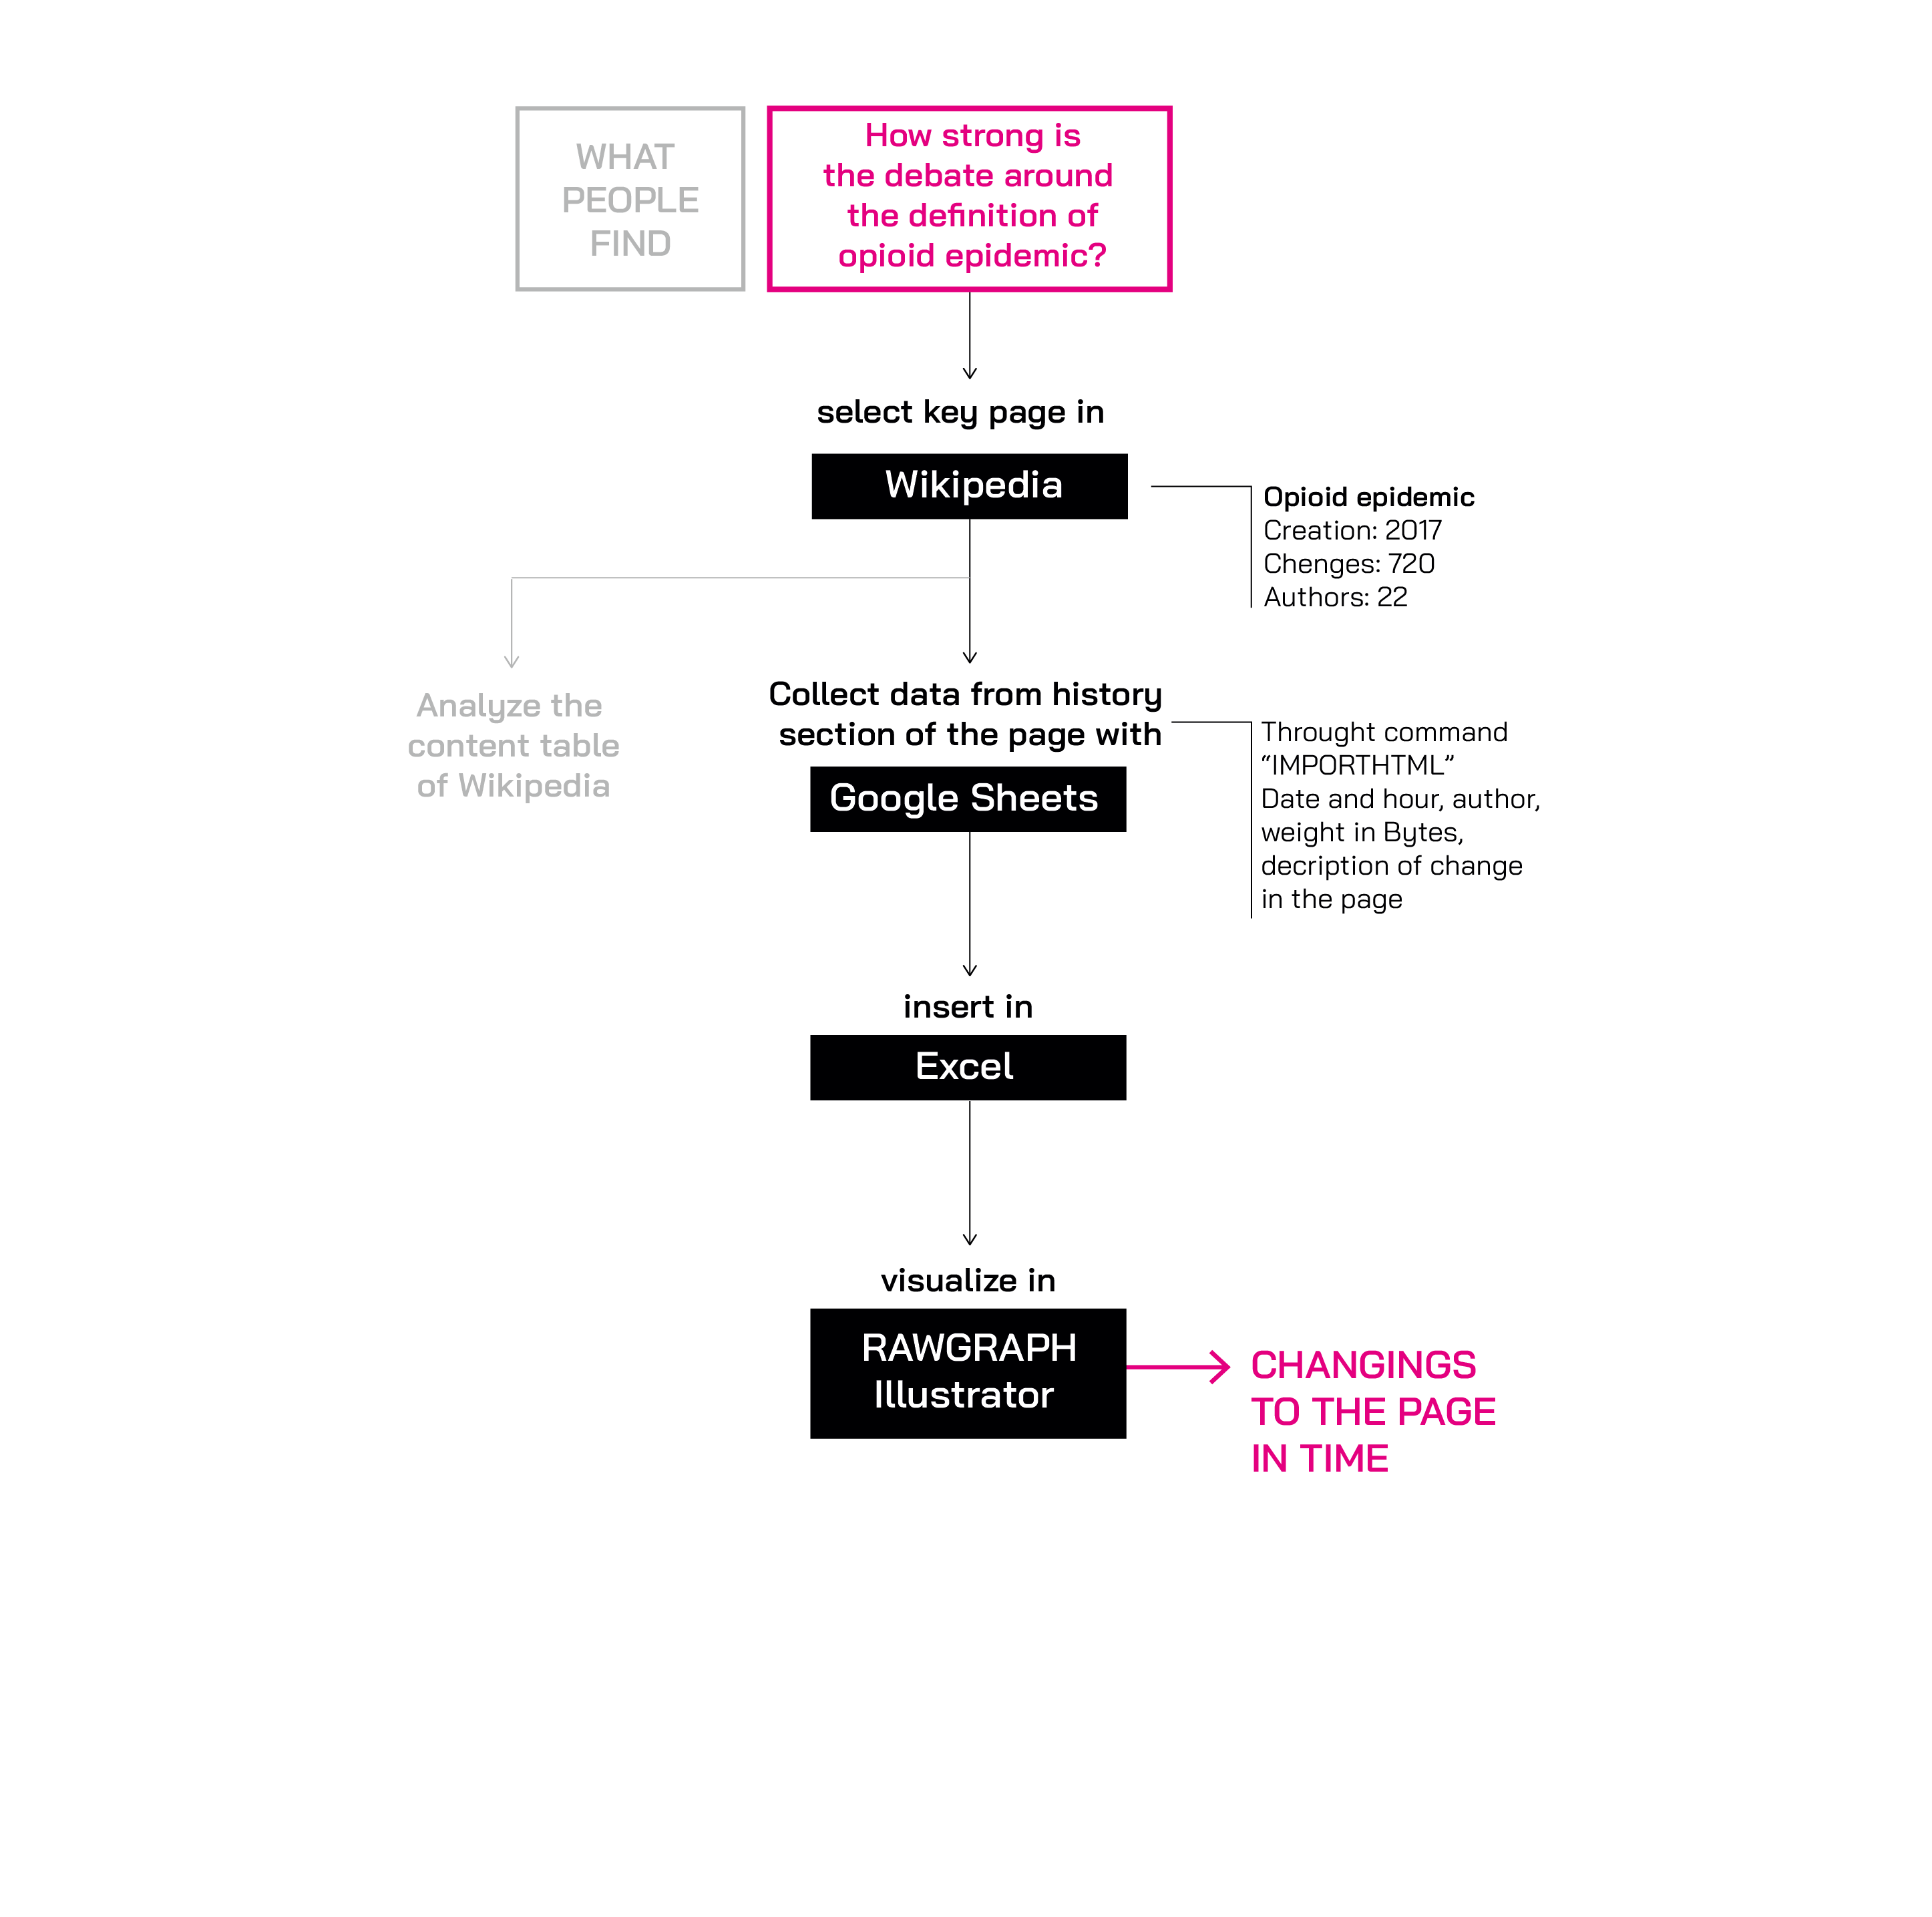 WHAT
PEOPLE
FIND
How strong is
the debate around
the definition of
opioid epidemic?
select key page in
Wikipedia
Opioid epidemic
Creation: 2017
Chenges: 720
Authors: 22
Analyze the
content table
of Wikipedia
Collect data from history
section of the page with
Google Sheets
Throught command
“IMPORTHTML”
Date and hour, author,
weight in Bytes,
decription of change
in the page
insert in
Excel
visualize in
RAWGRAPH
Illustrator
CHANGINGS
TO THE PAGE
IN TIME